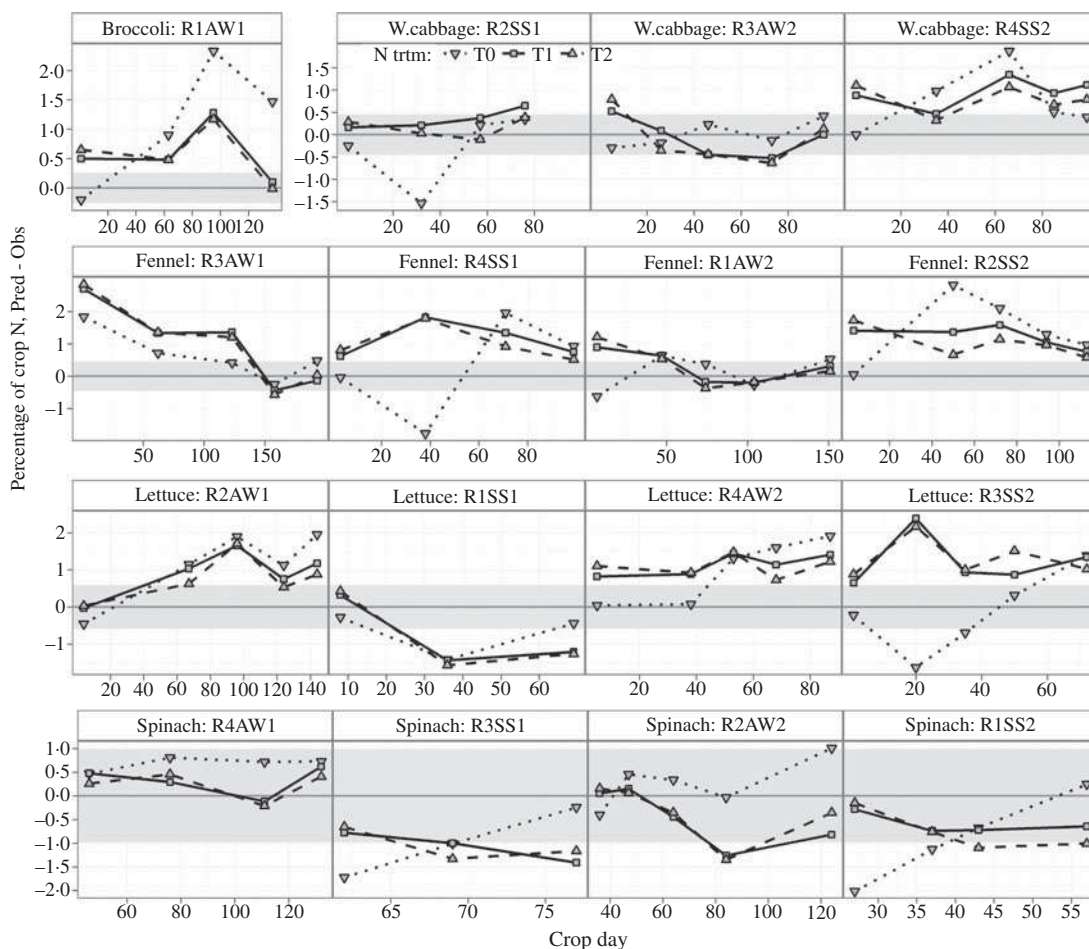 Broccoli: R1AW1 W.cabbage: R2SS1 W.cabbage: R3AW2 W.cabbage: R4SS2
N trtm: T0 T1 T2
2·0
1·5
1·0
0·5
0·0
1·5
1·0
0·5
0·0
−0·5
−1·0
−1·5
20 40 60 80 100 120 20 40 60 80 20 40 60 80 20 40 60 80
Percentage of crop N, Pred - Obs
Fennel: R3AW1 Fennel: R4SS1 Fennel: R1AW2 Fennel: R2SS2
2
1
0
−1
50 100 150 20 40 60 80 50 100 150 20 40 60 80 100
Lettuce: R2AW1 Lettuce: R1SS1 Lettuce: R4AW2 Lettuce: R3SS2
2
1
0
−1
20 40 60 80 100 120 140 10 20 30 40 50 60 20 40 60 80 20 40 60
Spinach: R4AW1 Spinach: R3SS1 Spinach: R2AW2 Spinach: R1SS2
1·0
0·5
0·0
−0·5
−1·0
−1·5
−2·0
60 80 100 120 65 70 75 40 60 80 100 120 30 35 40 45 50 55
Crop day